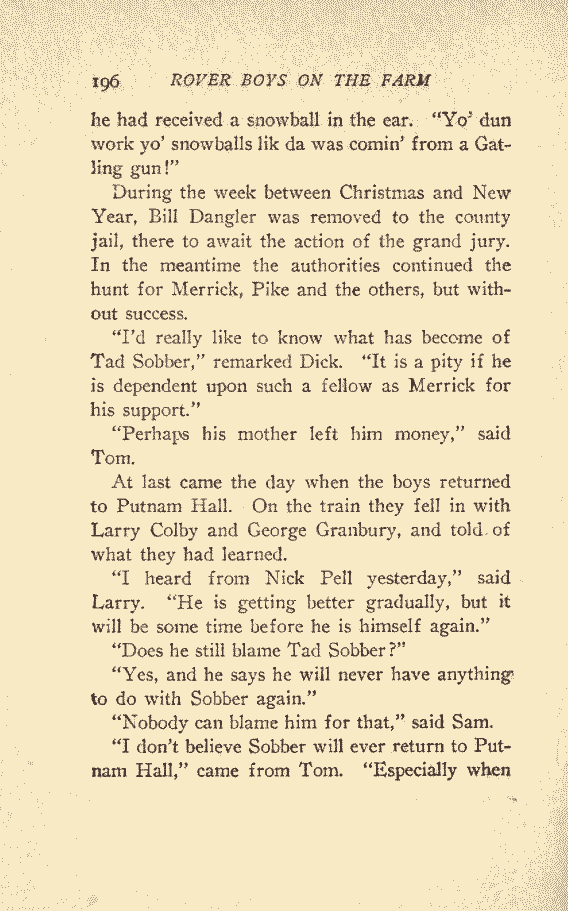 196 ROVER BOYS ON THE FARM
he had received a snowball in the ear. “Yo’ dun
work yo’ snowballs lik da was comin’ from a Gat-
ling gun!”
During the week between Christmas and New
Year, Bill Dangler was removed to the county
jail, there to await the action of the grand jury.
In the meantime the authorities continued the
hunt for Merrick, Pike and the others, but with-
out success.
“I’d really like to know what has become of
Tad Sobber,” remarked Dick. “It is a pity if he
is dependent upon such a fellow as Merrick for
his support.”
“Perhaps his mother left him money,” said
Tom.
At last came the day when the boys returned
to Putnam Hall. On the train they fell in with
Larry Colby and George Granbury, and told of
what they had learned.
“I heard from Nick Pell yesterday,” said
Larry. “He is getting better gradually, but it
will be some time before he is himself again.”
“Does he still blame Tad Sobber?”
“Yes, and he says he will never have anything
to do with Sobber again.”
“Nobody can blame him for that,” said Sam.
“I don’t believe Sobber will ever return to Put-
nam Hall,” came from Tom. “Especially when